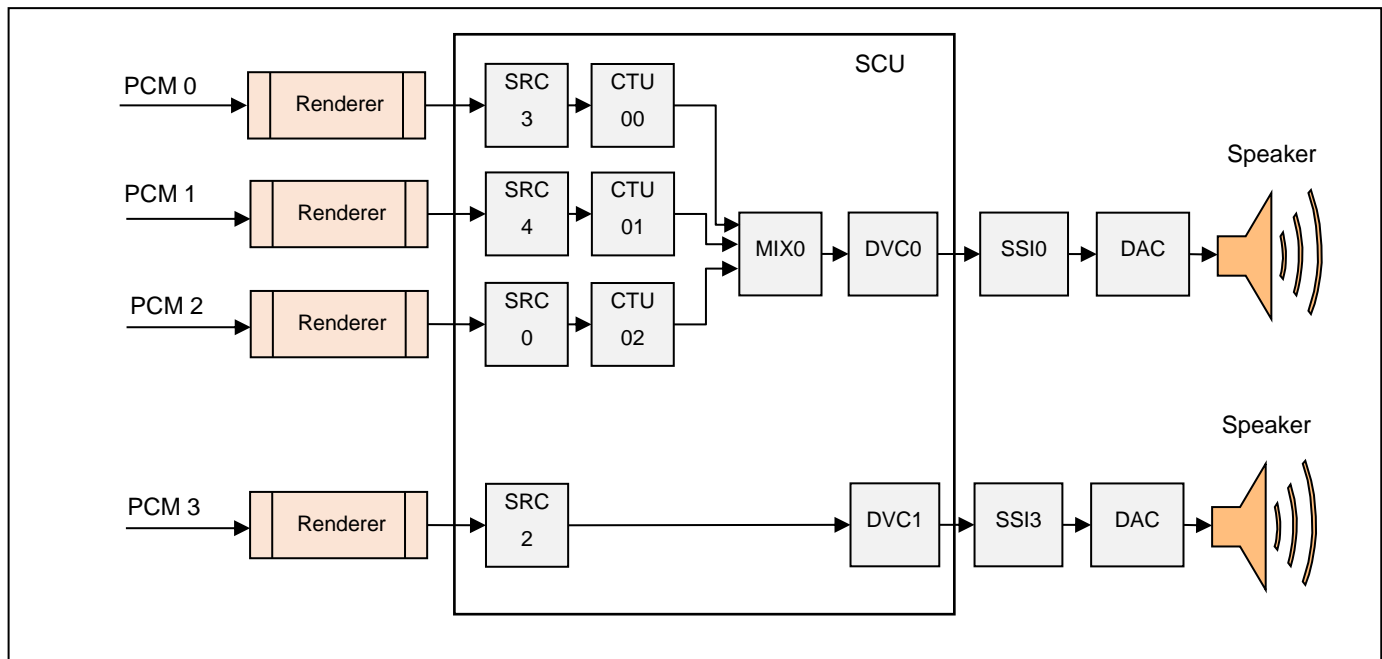 SCU
PCM 0
Renderer
SRC
3
CTU
00
PCM 1
Renderer
SRC
4
CTU
01
PCM 2
Renderer
SRC
0
CTU
02
MIX0
DVC0
SSI0
DAC
Speaker
PCM 3
Renderer
SRC
2
DVC1
SSI3
DAC
Speaker